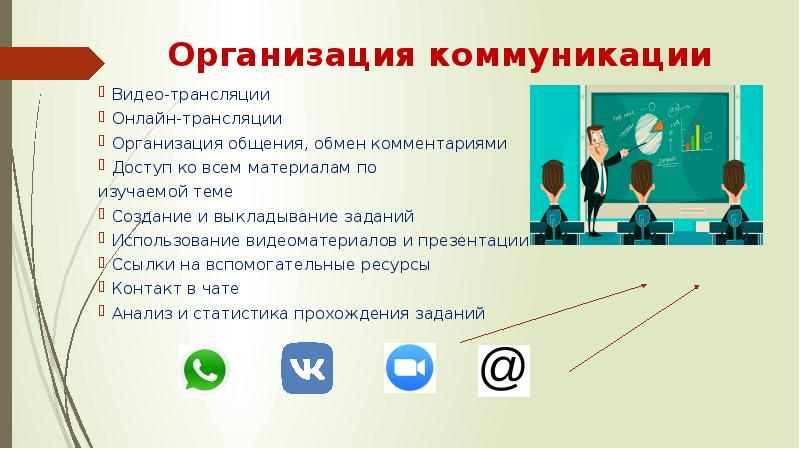 Организация коммуникации
Видео-трансляции
Онлайн-трансляции
Организация общения, обмен комментариями
Доступ ко всем материалам по
изучаемой теме
Создание и выкладывание заданий
Использование видеоматериалов и презентации
Ссылки на вспомогательные ресурсы
Контакт в чате
Анализ и статистика прохождения заданий
@